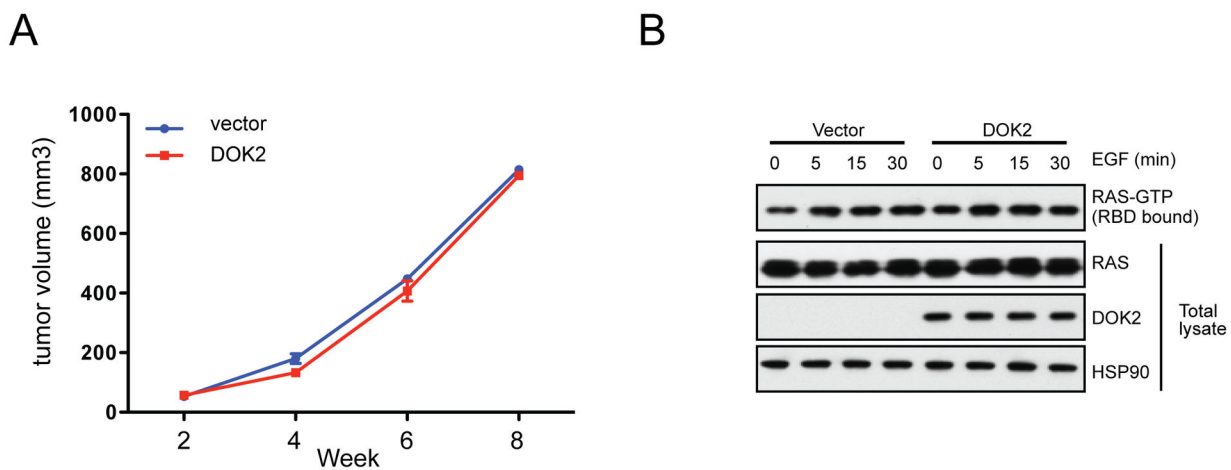 A
1000
800
600
400
200
0
tumor volume (mm3)
vector
DOK2
2 4 6 8
Week
B
Vector DOK2
0 5 15 30 0 5 15 30 EGF (min)
RAS-GTP
(RBD bound)
RAS
DOK2
HSP90
Total
lysate